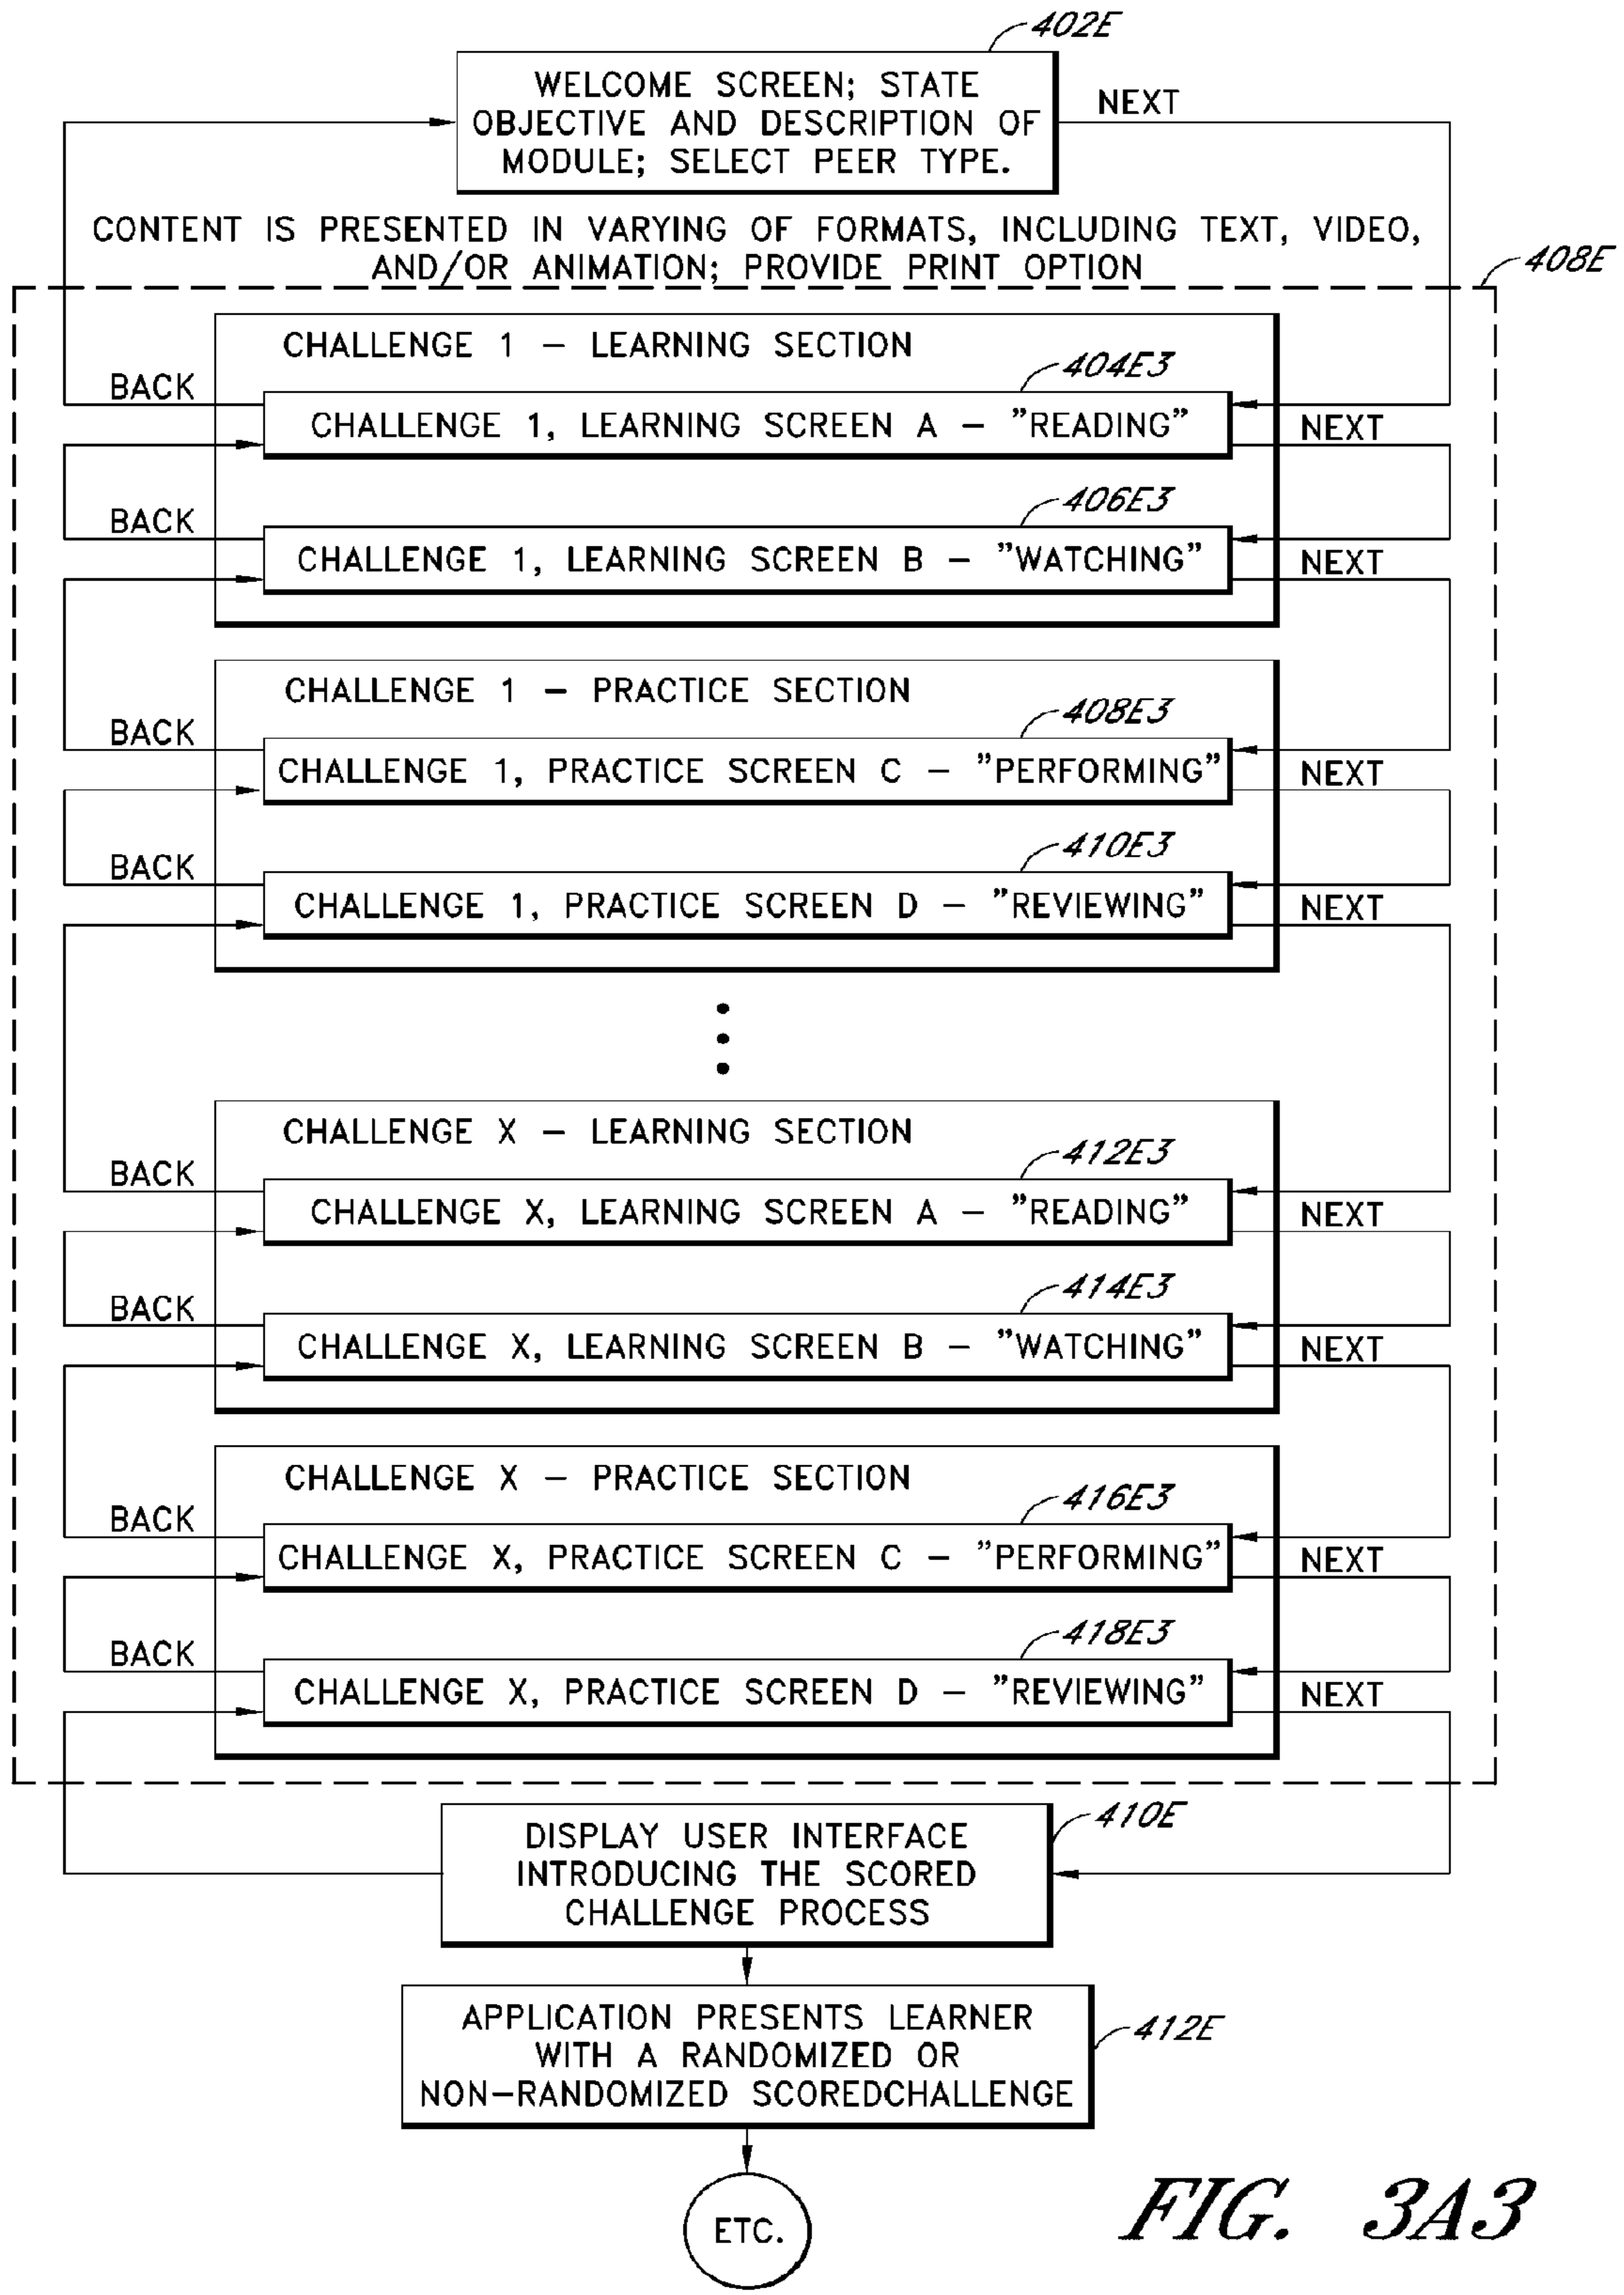 402E
WELCOME SCREEN; STATE
OBJECTIVE AND DESCRIPTION OF
MODULE; SELECT PEER TYPE.
NEXT
CONTENT IS PRESENTED IN VARYING OF FORMATS, INCLUDING TEXT, VIDEO,
AND/OR ANIMATION; PROVIDE PRINT OPTION
408E
CHALLENGE 1 – LEARNING SECTION
404E3
BACK
CHALLENGE 1, LEARNING SCREEN A – "READING"
NEXT
406E3
BACK
CHALLENGE 1, LEARNING SCREEN B – "WATCHING"
NEXT
CHALLENGE 1 – PRACTICE SECTION
408E3
BACK
CHALLENGE 1, PRACTICE SCREEN C – "PERFORMING"
NEXT
410E3
BACK
CHALLENGE 1, PRACTICE SCREEN D – "REVIEWING"
NEXT
CHALLENGE X – LEARNING SECTION
412E3
BACK
CHALLENGE X, LEARNING SCREEN A – "READING"
NEXT
414E3
BACK
CHALLENGE X, LEARNING SCREEN B – "WATCHING"
NEXT
CHALLENGE X – PRACTICE SECTION
416E3
BACK
CHALLENGE X, PRACTICE SCREEN C – "PERFORMING"
NEXT
418E3
BACK
CHALLENGE X, PRACTICE SCREEN D – "REVIEWING"
NEXT
410E
DISPLAY USER INTERFACE
INTRODUCING THE SCORED
CHALLENGE PROCESS
412E
APPLICATION PRESENTS LEARNER
WITH A RANDOMIZED OR
NON–RANDOMIZED SCOREDCHALLENGE
ETC.
FIG. 3A3